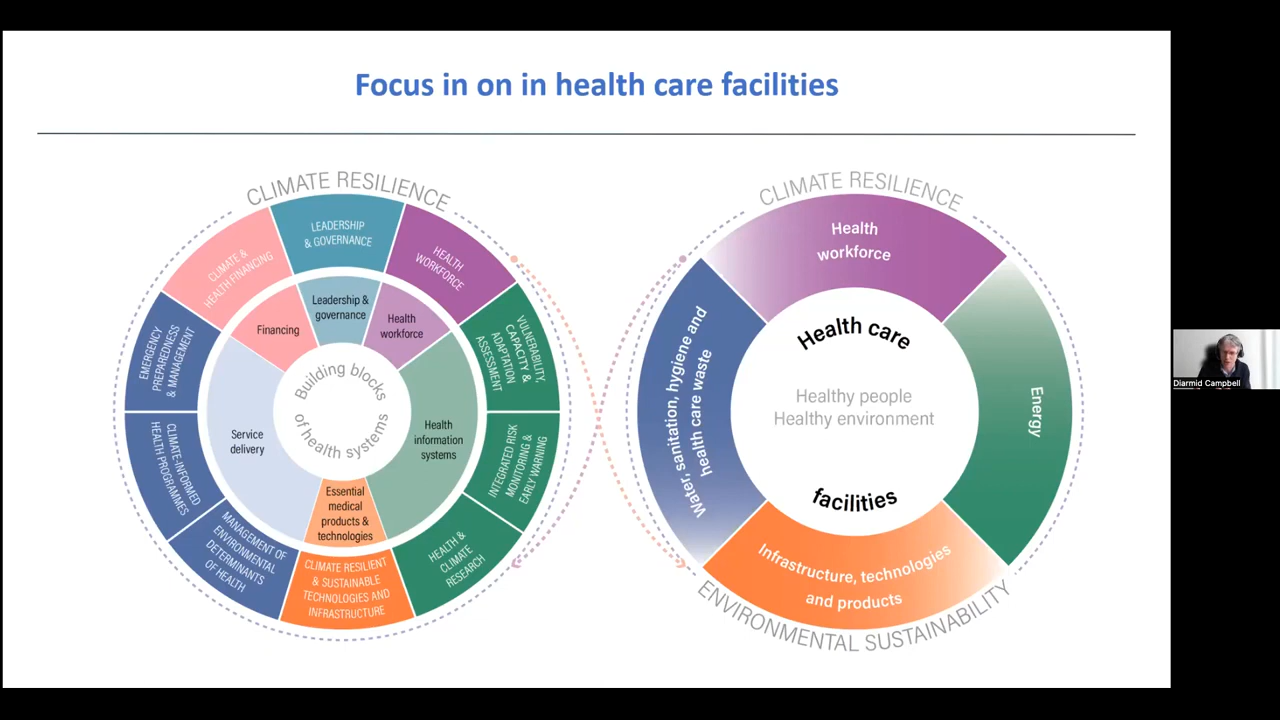 Focus in on in health care facilities
CLIMATE RESILIENCE
LEADERSHIP
& GOVERNANCE
HEALTH
WORKFORCE
VULNERABILITY,
CAPACITY &
ADAPTATION
ASSESSMENT
INTEGRATED RISK
MONITORING &
EARLY WARNING
HEALTH &
CLIMATE
RESEARCH
CLIMATE RESILIENT
& SUSTAINABLE
TECHNOLOGIES AND
INFRASTRUCTURE
MANAGEMENT OF
ENVIRONMENTAL
DETERMINANTS
OF HEALTH
CLIMATE-INFORMED
HEALTH PROGRAMMES
EMERGENCY
PREPAREDNESS
& MANAGEMENT
CLIMATE &
HEALTH FINANCING
Leadership &
governance
Health
workforce
Health
information
systems
Essential
medical
products &
technologies
Service
delivery
Financing
Building blocks
of health systems
CLIMATE RESILIENCE
Health
workforce
Energy
Infrastructure, technologies
and products
Water, sanitation, hygiene and
health care waste
Health care
Healthy people
Healthy environment
facilities
ENVIRONMENTAL SUSTAINABILITY
Diarmid Campbell